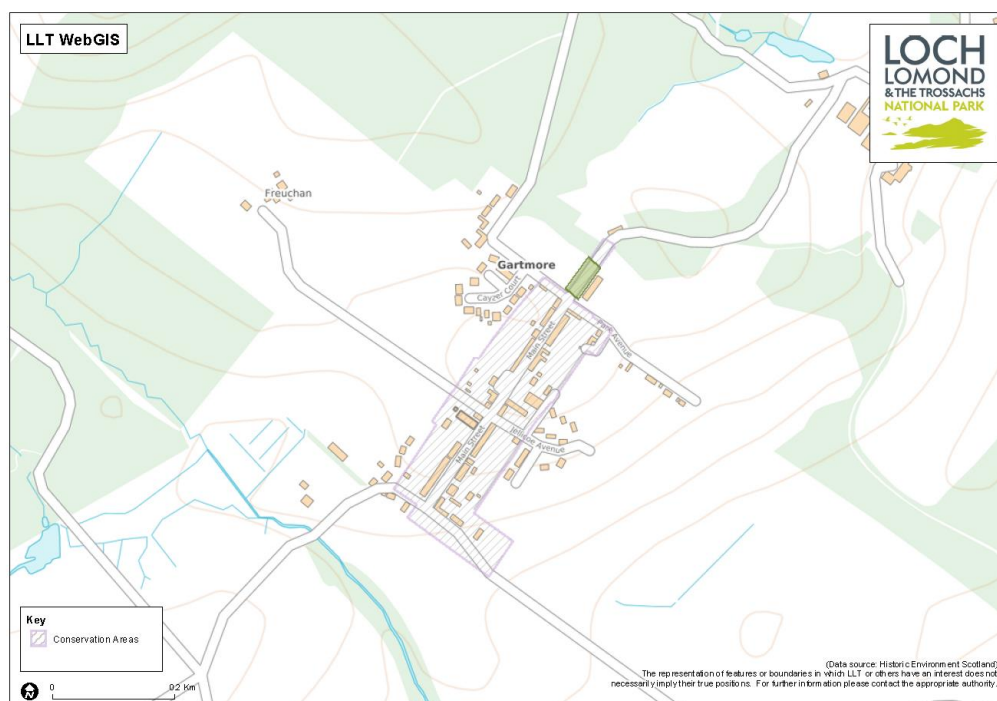 LLT WebGIS
LOCH
LOMOND
& THE TROSSACHS
NATIONAL PARK
Freuchan
Gartmore
Cayzer Court
Main Street
Park Avenue
Main Street
Jellicoe Avenue
Key
Conservation Areas
0 0.2 Km
(Data source: Historic Environment Scotland)
The representation of features or boundaries in which LLT or others have an interest does not
necessarily imply their true positions. For further information please contact the appropriate authority.